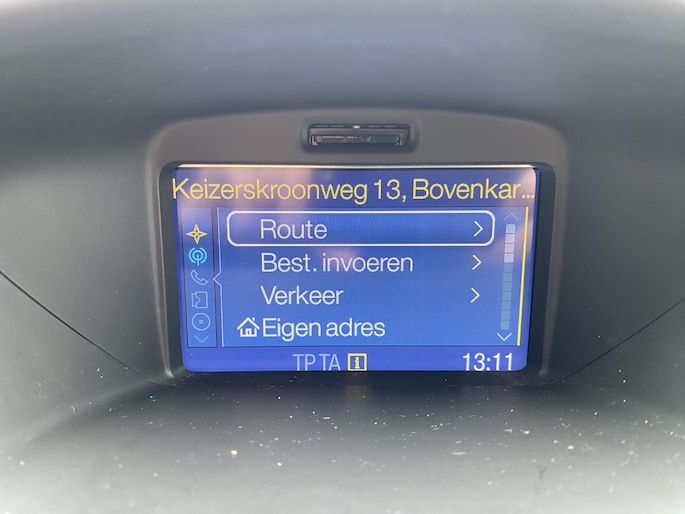 Keizerskroonweg 13, Bovenkar...
Route
Best. invoeren
Verkeer
Eigen adres
TP TA i 13:11